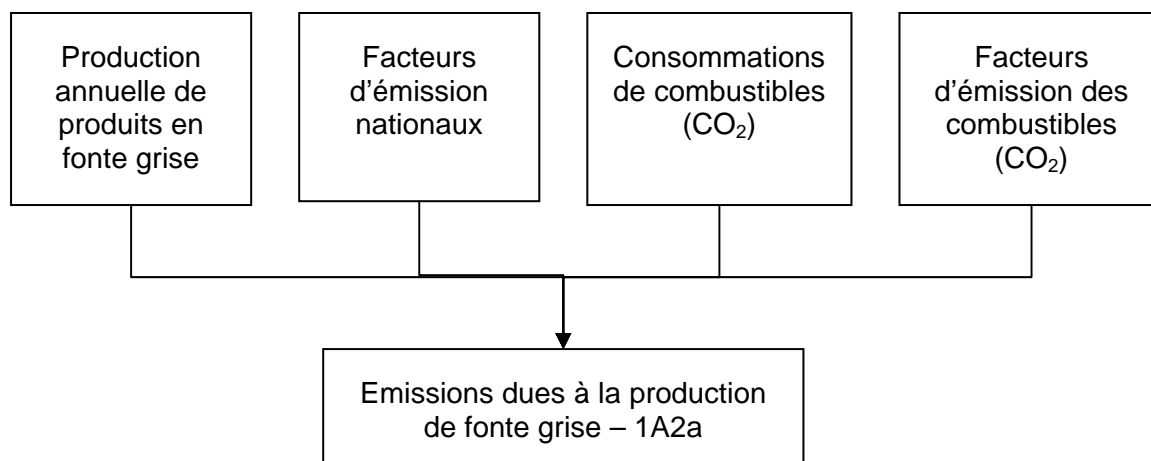 Production
annuelle de
produits en
fonte grise
Facteurs
d’émission
nationaux
Consommations
de combustibles
(CO₂)
Facteurs
d’émission des
combustibles
(CO₂)
Emissions dues à la production
de fonte grise – 1A2a